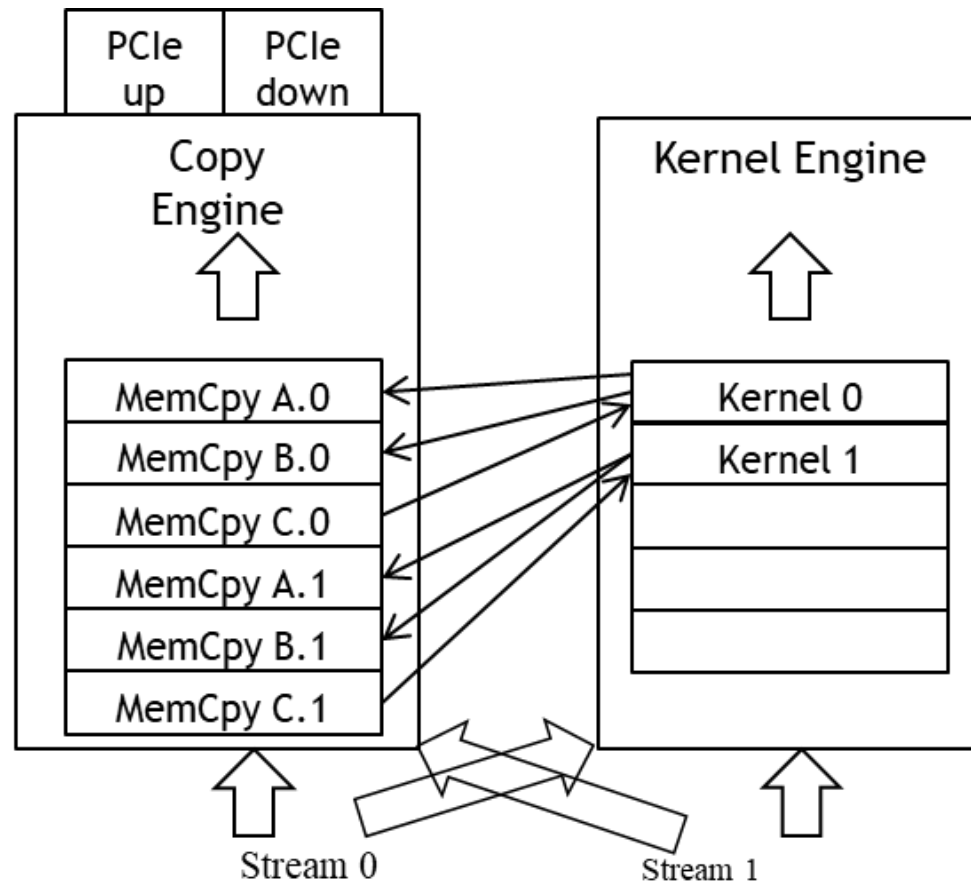 PCIe
up
PCIe
down
Copy
Engine
Kernel Engine
MemCpy A.0
MemCpy B.0
MemCpy C.0
MemCpy A.1
MemCpy B.1
MemCpy C.1
Kernel 0
Kernel 1
Stream 0
Stream 1